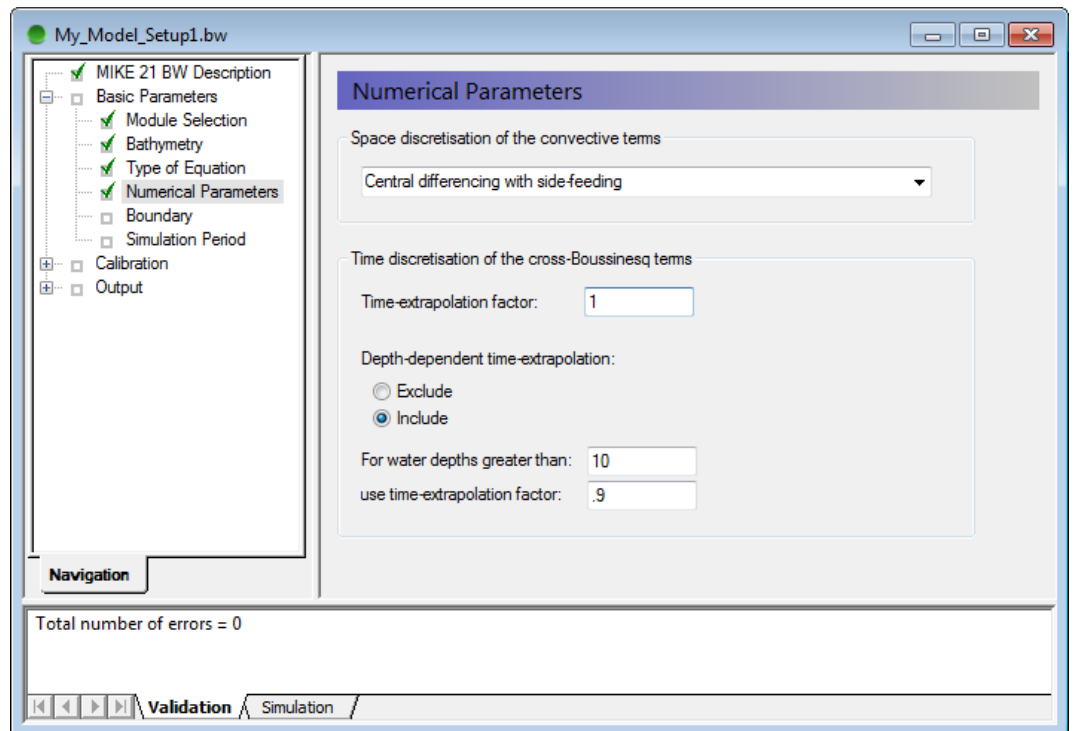 My_Model_Setup1.bw
MIKE 21 BW Description
Basic Parameters
Module Selection
Bathymetry
Type of Equation
Numerical Parameters
Boundary
Simulation Period
Calibration
Output
Navigation
Numerical Parameters
Space discretisation of the convective terms
Central differencing with side-feeding
Time discretisation of the cross-Boussinesq terms
Time-extrapolation factor: 1
Depth-dependent time-extrapolation:
Exclude
Include
For water depths greater than: 10
use time-extrapolation factor: .9
Total number of errors = 0
Validation Simulation